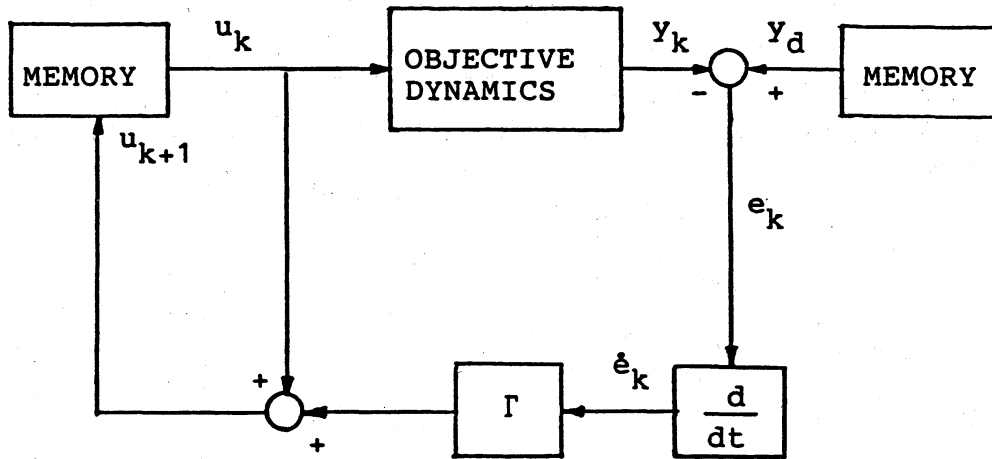 u_k
y_k
y_d
MEMORY
OBJECTIVE
DYNAMICS
MEMORY
-
+
u_{k+1}
e_k
ė_k
+
Γ
d
dt
+